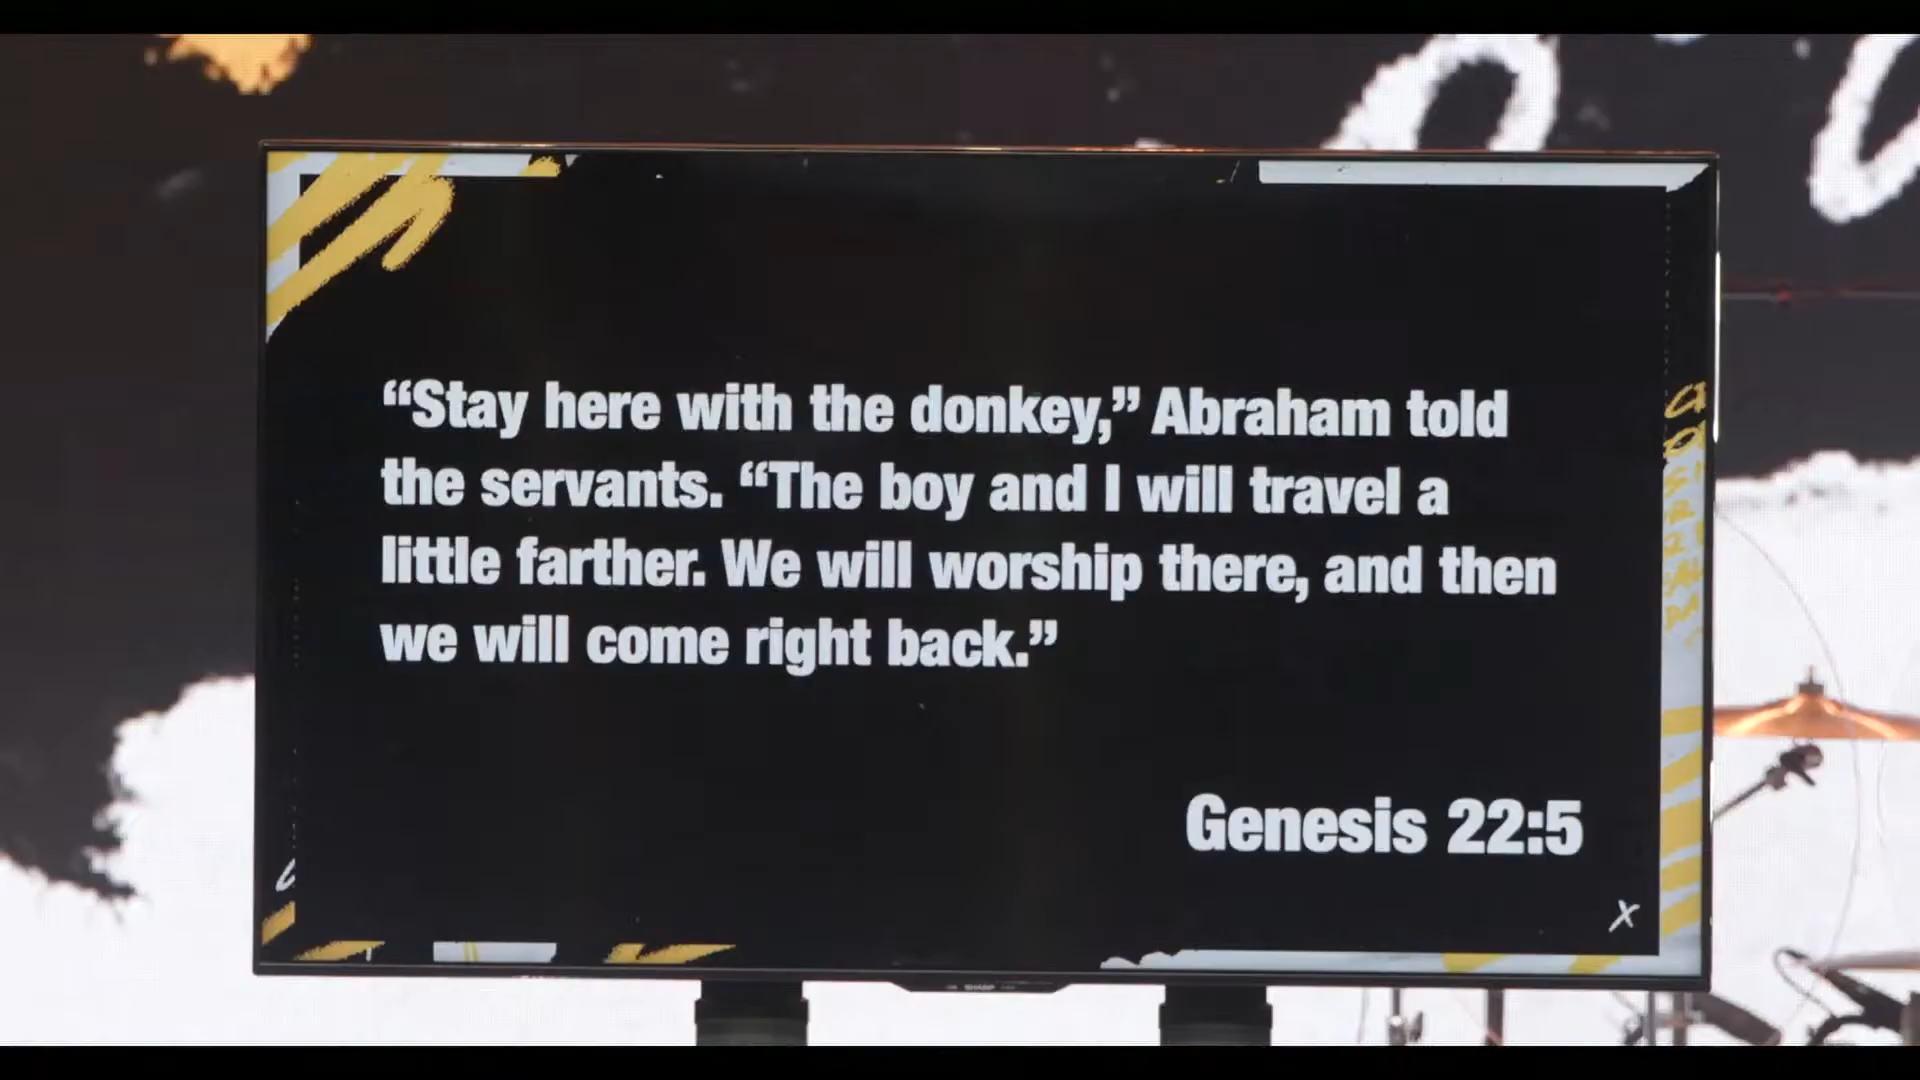 “Stay here with the donkey,” Abraham told
the servants. “The boy and I will travel a
little farther. We will worship there, and then
we will come right back.”
Genesis 22:5
X
SHARP